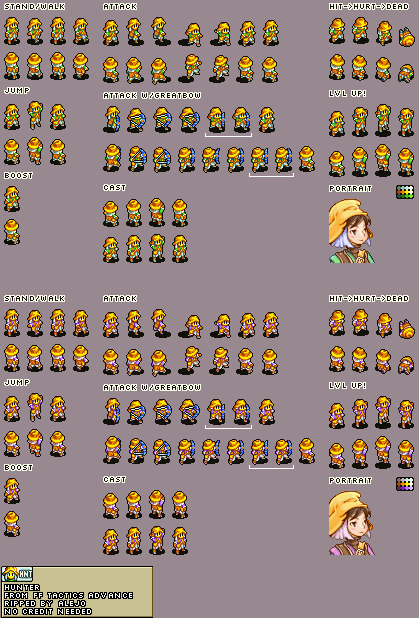 STAND/WALK
ATTACK
HIT->HURT->DEAD
JUMP
ATTACK W/GREATBOW
LVL UP!
BOOST
CAST
PORTRAIT
STAND/WALK
ATTACK
HIT->HURT->DEAD
JUMP
ATTACK W/GREATBOW
LVL UP!
BOOST
CAST
PORTRAIT
HNT
HUNTER
FROM FF TACTICS ADVANCE
RIPPED BY ALEJO
NO CREDIT NEEDED